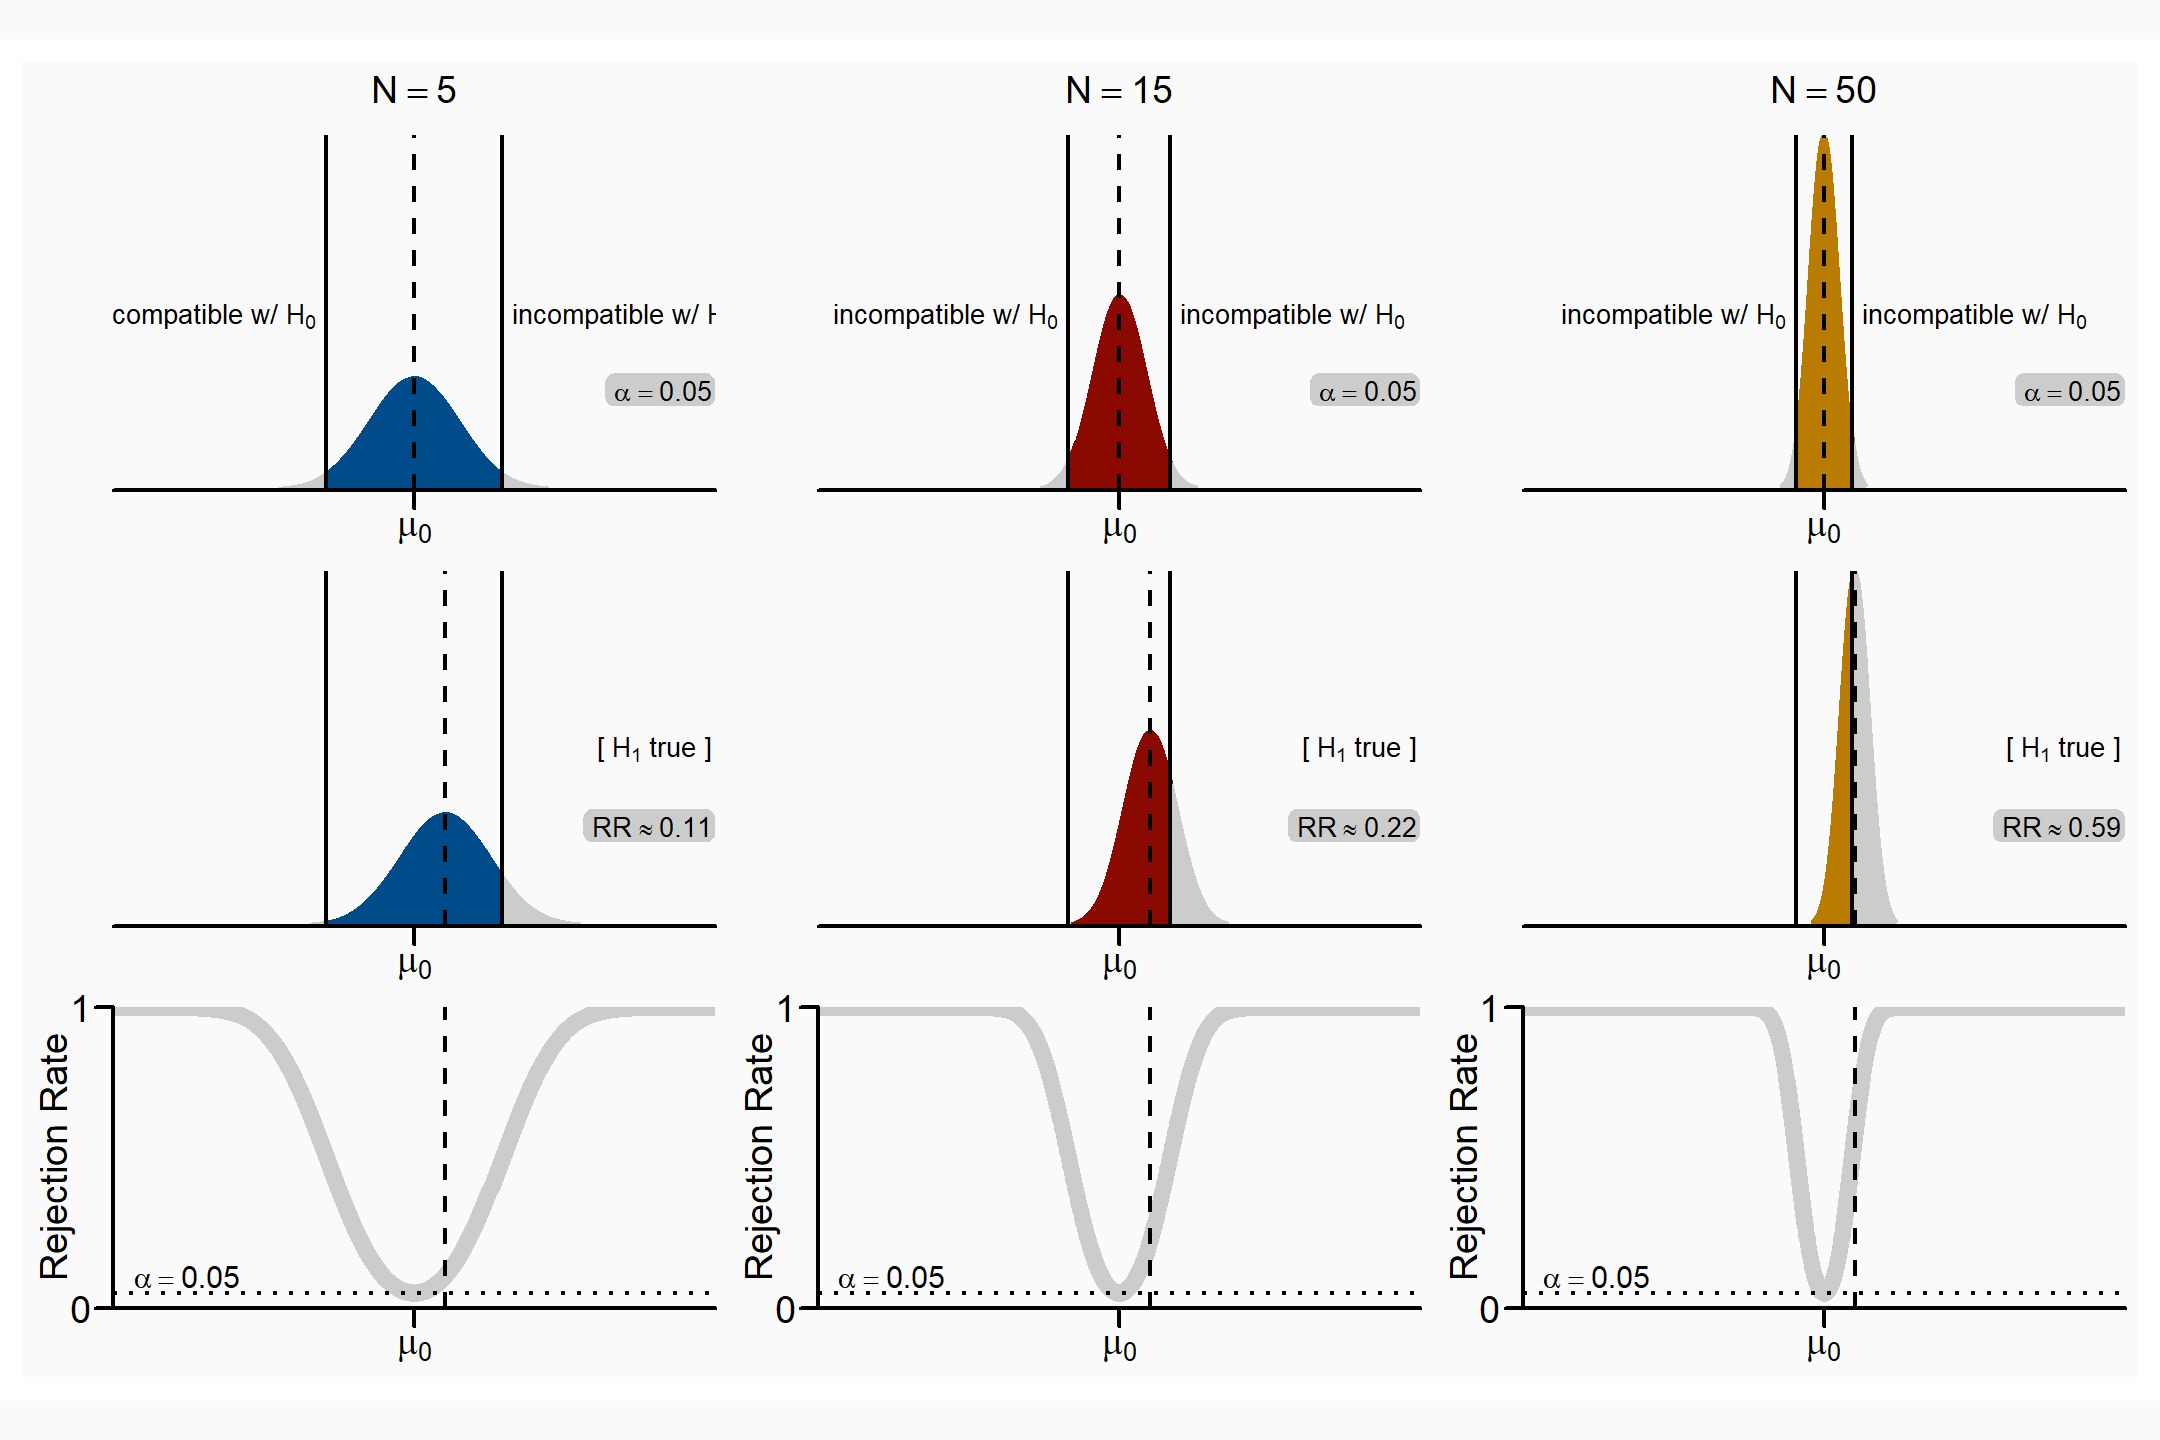 N = 5
N = 15
N = 50
compatible w/ H₀
incompatible w/ H
incompatible w/ H₀
incompatible w/ H₀
incompatible w/ H₀
incompatible w/ H₀
α = 0.05
α = 0.05
α = 0.05
μ₀
μ₀
μ₀
[ H₁ true ]
[ H₁ true ]
[ H₁ true ]
RR ≈ 0.11
RR ≈ 0.22
RR ≈ 0.59
μ₀
μ₀
μ₀
1
Rejection Rate
α = 0.05
0
μ₀
1
Rejection Rate
α = 0.05
0
μ₀
1
Rejection Rate
α = 0.05
0
μ₀